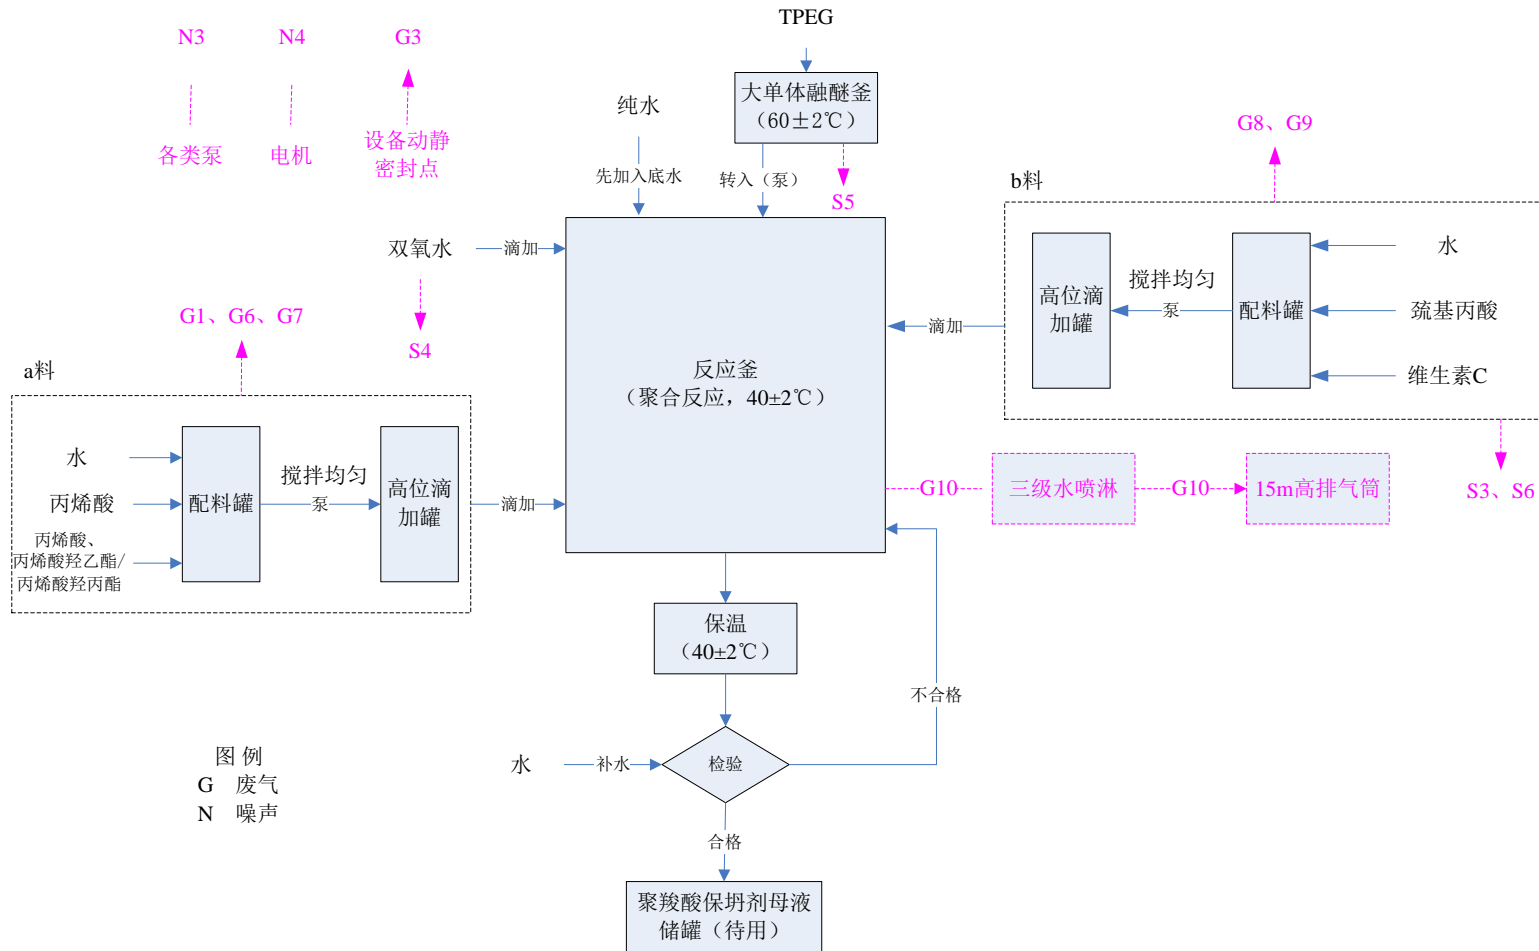 TPEG
N3
N4
G3
大单体融醚釜
（60±2℃）
纯水
G8、G9
各类泵
电机
设备动静
密封点
先加入底水
转入（泵）
S5
b料
双氧水
滴加
水
搅拌均匀
泵
高位滴
加罐
配料罐
巯基丙酸
维生素C
滴加
G1、G6、G7
S4
a料
反应釜
（聚合反应，40±2℃）
水
丙烯酸
丙烯酸、
丙烯酸羟乙酯/
丙烯酸羟丙酯
配料罐
搅拌均匀
泵
高位滴
加罐
滴加
G10
三级水喷淋
G10
15m高排气筒
S3、S6
保温
（40±2℃）
不合格
水
补水
检验
图 例
G 废气
N 噪声
合格
聚羧酸保坍剂母液
储罐（待用）